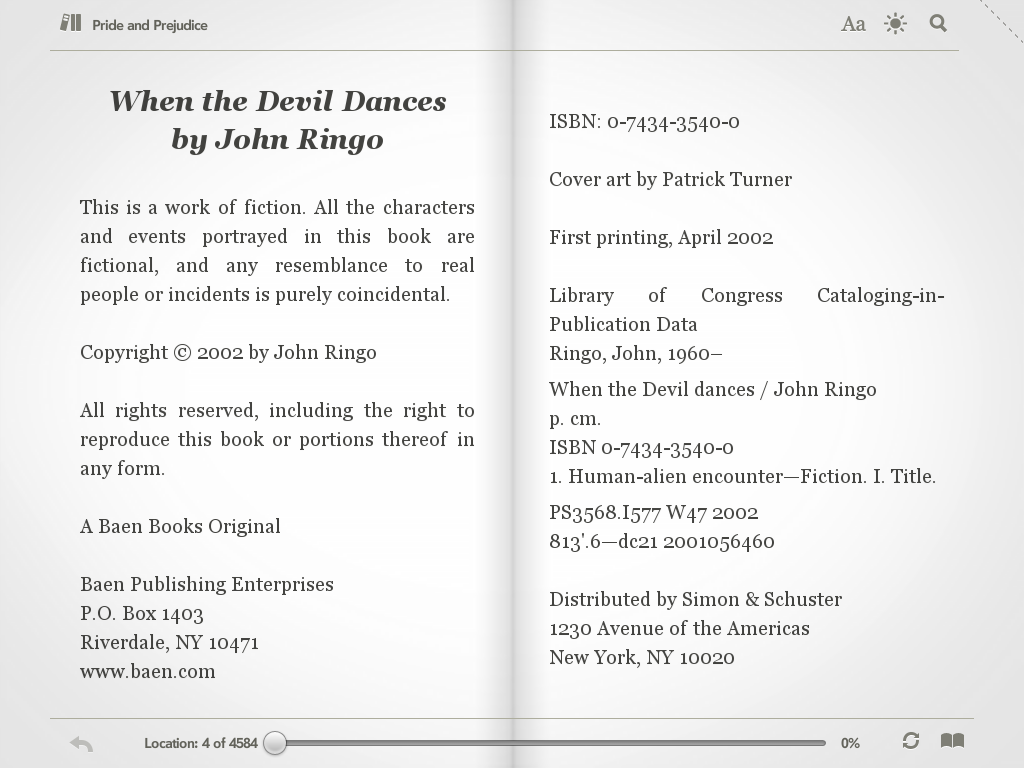 Pride and Prejudice
Aa
When the Devil Dances
by John Ringo
This is a work of fiction. All the characters
and events portrayed in this book are
fictional, and any resemblance to real
people or incidents is purely coincidental.
Copyright © 2002 by John Ringo
All rights reserved, including the right to
reproduce this book or portions thereof in
any form.
A Baen Books Original
Baen Publishing Enterprises
P.O. Box 1403
Riverdale, NY 10471
www.baen.com
ISBN: 0-7434-3540-0
Cover art by Patrick Turner
First printing, April 2002
Library of Congress Cataloging-in-
Publication Data
Ringo, John, 1960–
When the Devil dances / John Ringo
p. cm.
ISBN 0-7434-3540-0
1. Human-alien encounter—Fiction. I. Title.
PS3568.I577 W47 2002
813'.6—dc21 2001056460
Distributed by Simon & Schuster
1230 Avenue of the Americas
New York, NY 10020
Location: 4 of 4584
0%